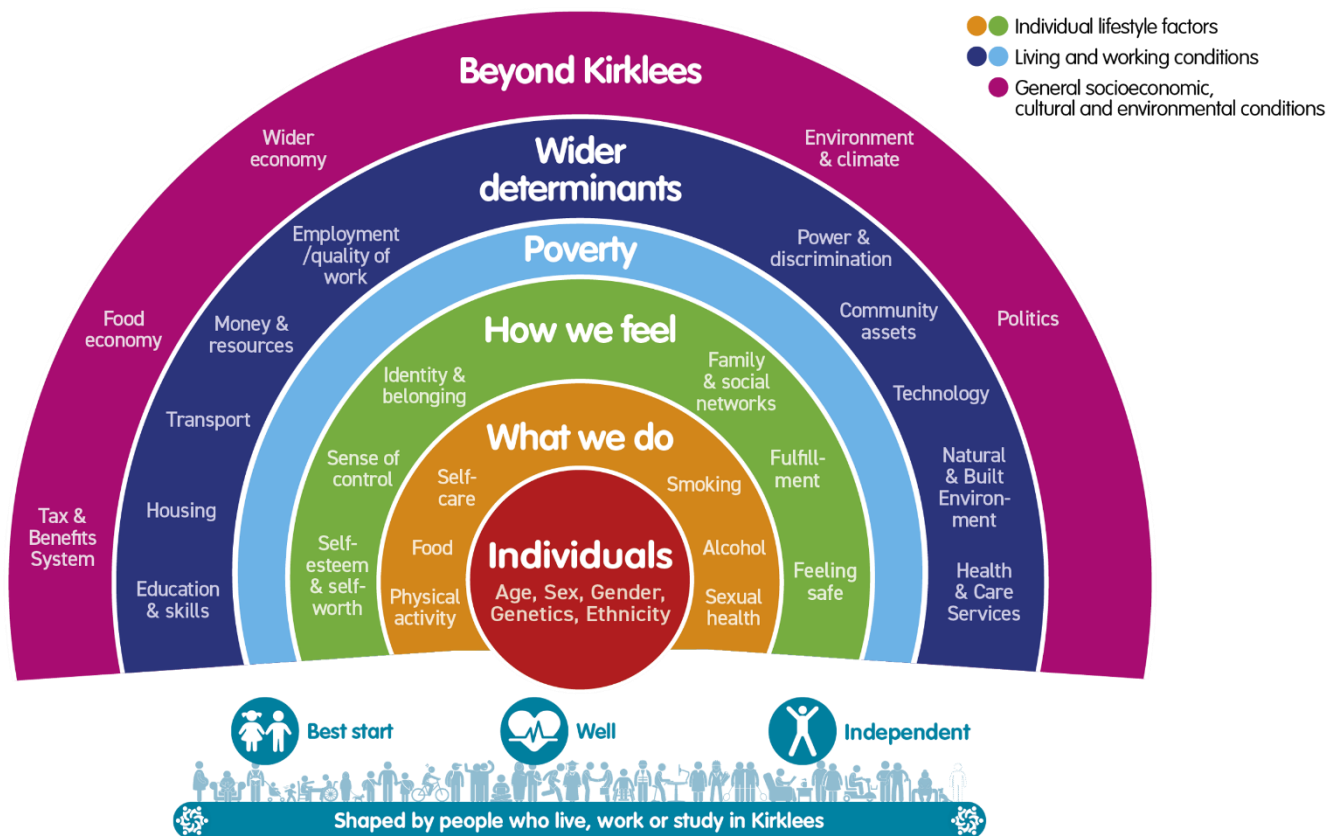 Individual lifestyle factors
Living and working conditions
General socioeconomic,
cultural and environmental conditions
Beyond Kirklees
Wider
economy
Food
economy
Tax &
Benefits
System
Environment
& climate
Politics
Wider
determinants
Employment
/quality of
work
Money &
resources
Transport
Housing
Education
& skills
Power &
discrimination
Community
assets
Technology
Natural
& Built
Environ-
ment
Health
& Care
Services
Poverty
How we feel
Identity &
belonging
Sense of
control
Self-
esteem
& self-
worth
Family
& social
networks
Fulfill-
ment
Feeling
safe
What we do
Self-
care
Food
Physical
activity
Smoking
Alcohol
Sexual
health
Individuals
Age, Sex, Gender,
Genetics, Ethnicity
Best start
Well
Independent
Shaped by people who live, work or study in Kirklees